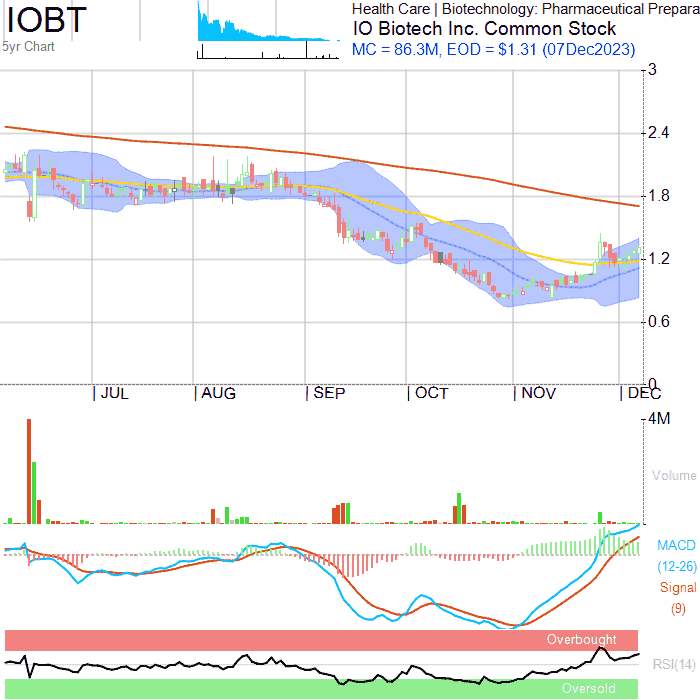 IOBT
5yr Chart
Health Care | Biotechnology: Pharmaceutical Prepara
IO Biotech Inc. Common Stock
MC = 86.3M, EOD = $1.31 (07Dec2023)
3
2.4
1.8
1.2
0.6
0
JUL AUG SEP OCT NOV DEC
4M
Volume
MACD
(12-26)
Signal
(9)
Overbought
RSI(14)
Oversold